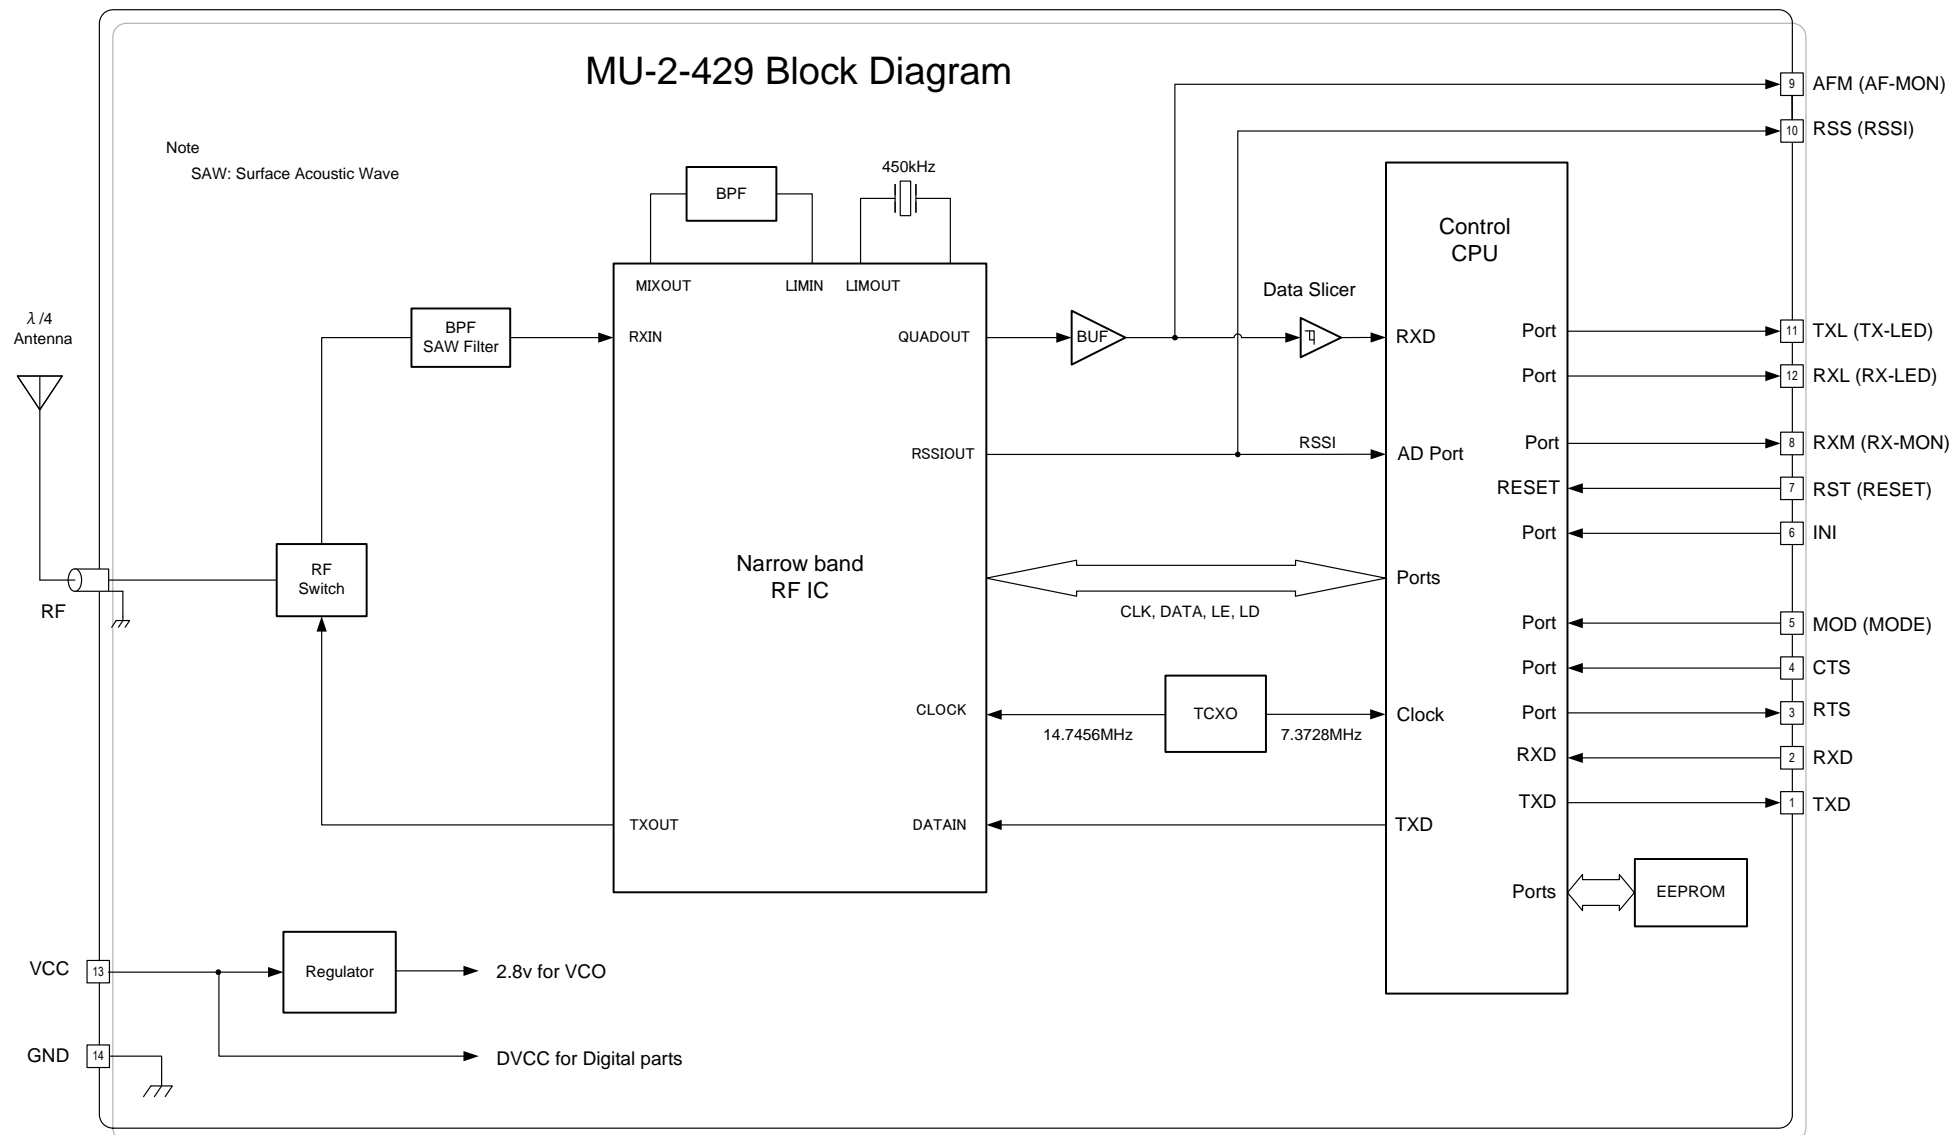 MU-2-429 Block Diagram
Note
SAW: Surface Acoustic Wave
λ/4
Antenna
RF
RF
Switch
BPF
SAW Filter
BPF
450kHz
MIXOUT
LIMIN
LIMOUT
RXIN
QUADOUT
RSSIOUT
Narrow band
RF IC
CLOCK
TXOUT
DATAIN
BUF
Data Slicer
RSSI
CLK, DATA, LE, LD
TCXO
14.7456MHz
7.3728MHz
Control
CPU
RXD
AD Port
Ports
Clock
TXD
Port
Port
Port
RESET
Port
Port
Port
Port
RXD
TXD
Ports
EEPROM
9 AFM (AF-MON)
10 RSS (RSSI)
11 TXL (TX-LED)
12 RXL (RX-LED)
8 RXM (RX-MON)
7 RST (RESET)
6 INI
5 MOD (MODE)
4 CTS
3 RTS
2 RXD
1 TXD
VCC 13
Regulator
2.8v for VCO
GND 14
DVCC for Digital parts